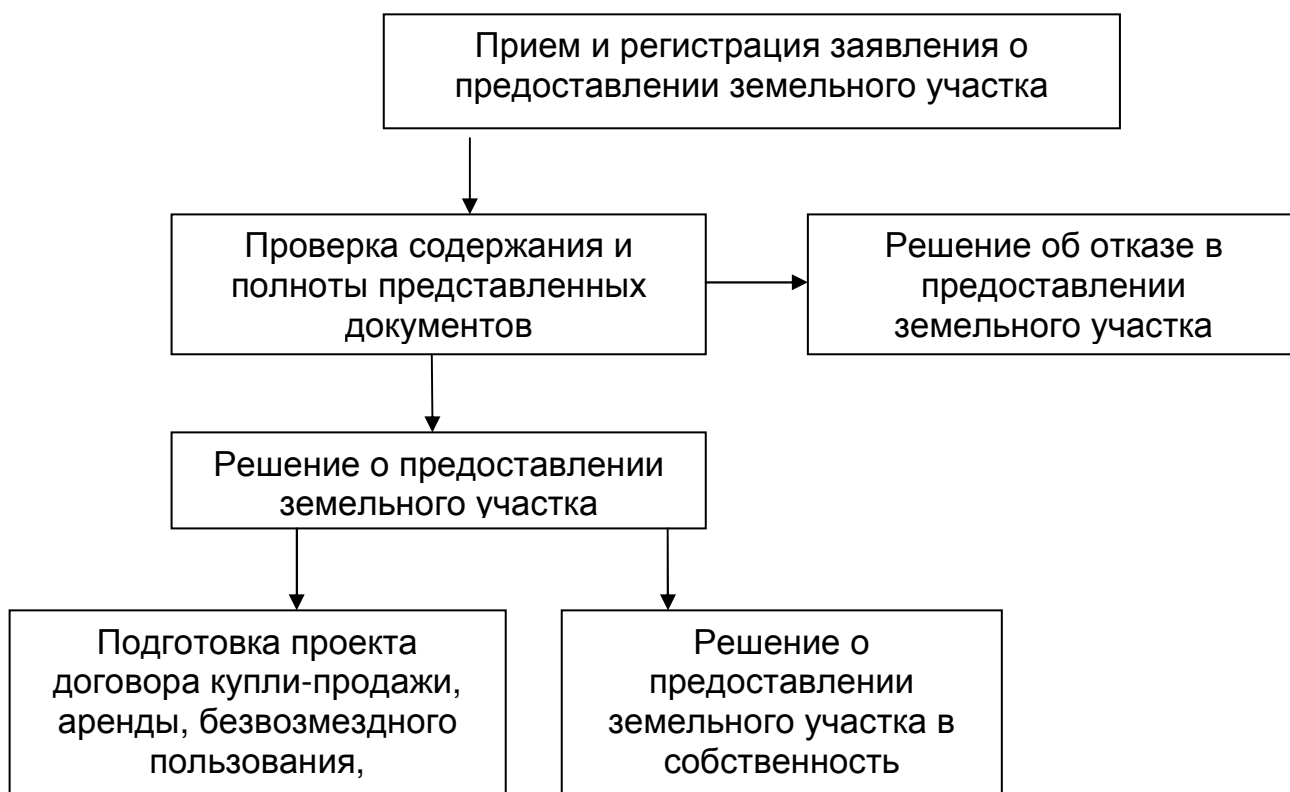 Прием и регистрация заявления о
предоставлении земельного участка
Проверка содержания и
полноты представленных
документов
Решение об отказе в
предоставлении
земельного участка
Решение о предоставлении
земельного участка
Подготовка проекта
договора купли-продажи,
аренды, безвозмездного
пользования,
Решение о
предоставлении
земельного участка в
собственность